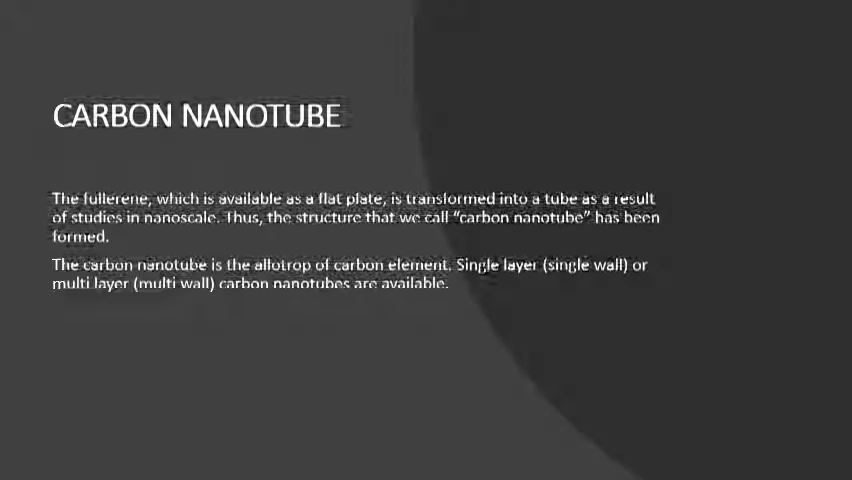 CARBON NANOTUBE
The fullerene, which is available as a flat plate, is transformed into a tube as a result
of studies in nanoscale. Thus, the structure that we call “carbon nanotube” has been
formed.
The carbon nanotube is the allotrop of carbon element. Single layer (single wall) or
multi layer (multi wall) carbon nanotubes are available.